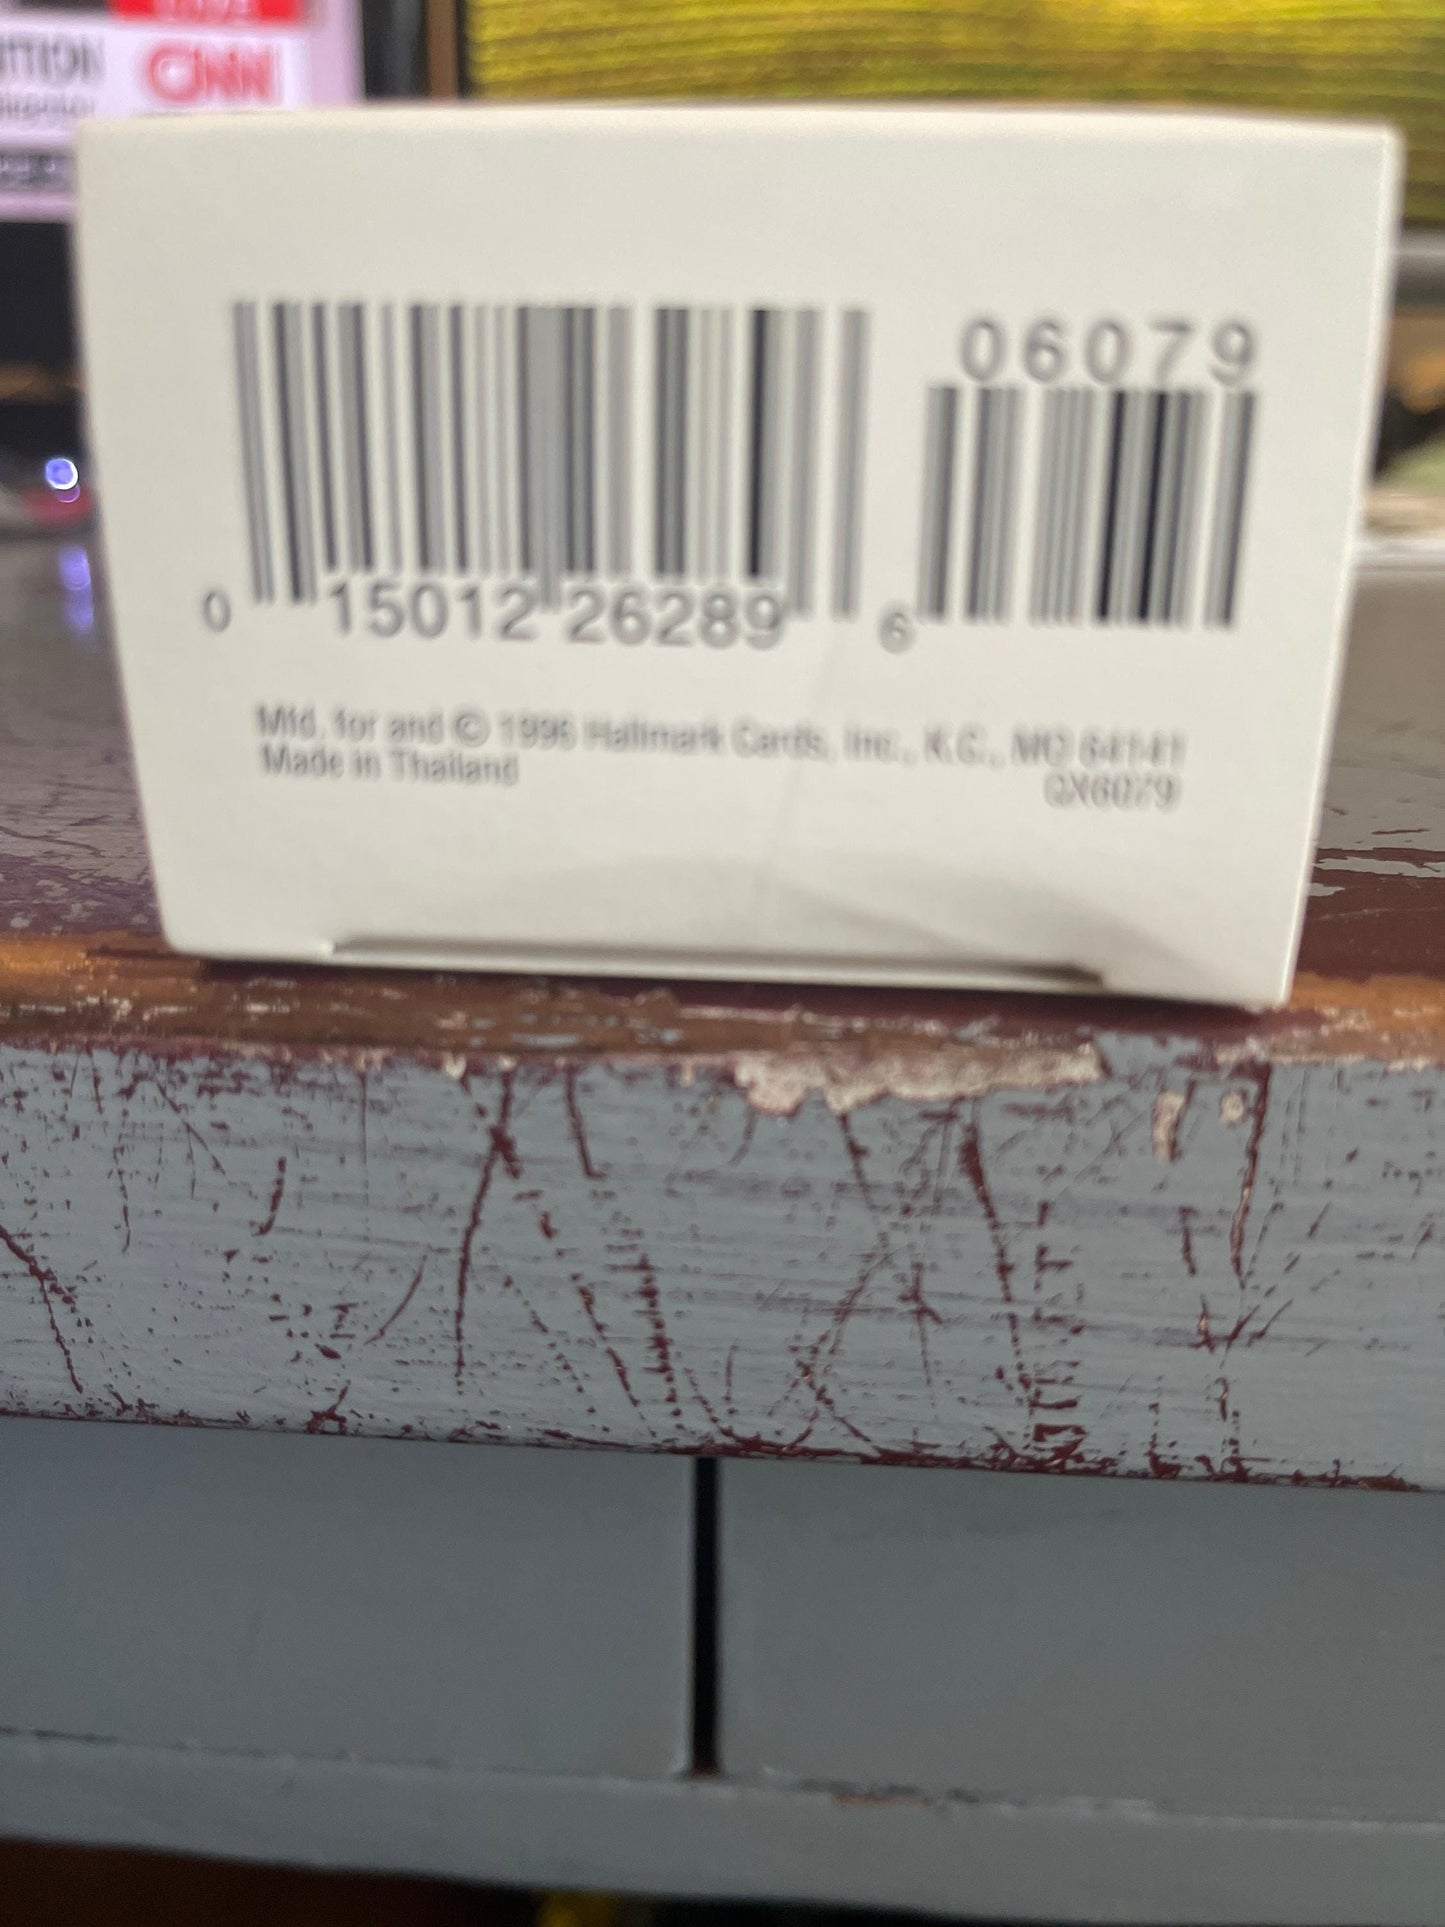 CNN
06079
0 15012 26289 6
Mfd. for and © 1996 Hallmark Cards, Inc., K.C., MO 64141
Made in Thailand
QX6079